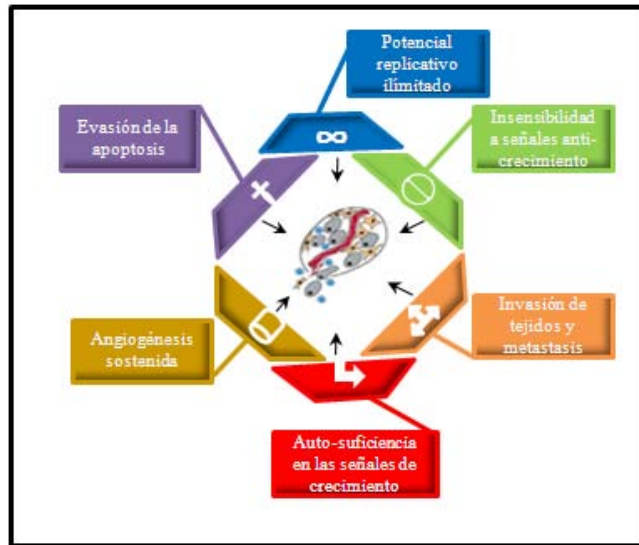 Potencial
replicativo
ilimitado
Evasión de la
apoptosis
Insensibilidad
a señales anti-
crecimiento
Angiogénesis
sostenida
Invasión de
tejidos y
metastasis
Auto-suficiencia
en las señales de
crecimiento